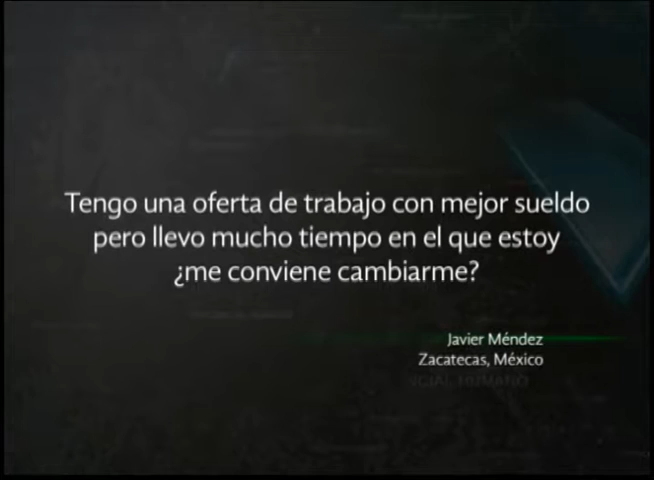 Tengo una oferta de trabajo con mejor sueldo
pero llevo mucho tiempo en el que estoy
¿me conviene cambiarme?
Javier Méndez
Zacatecas, México